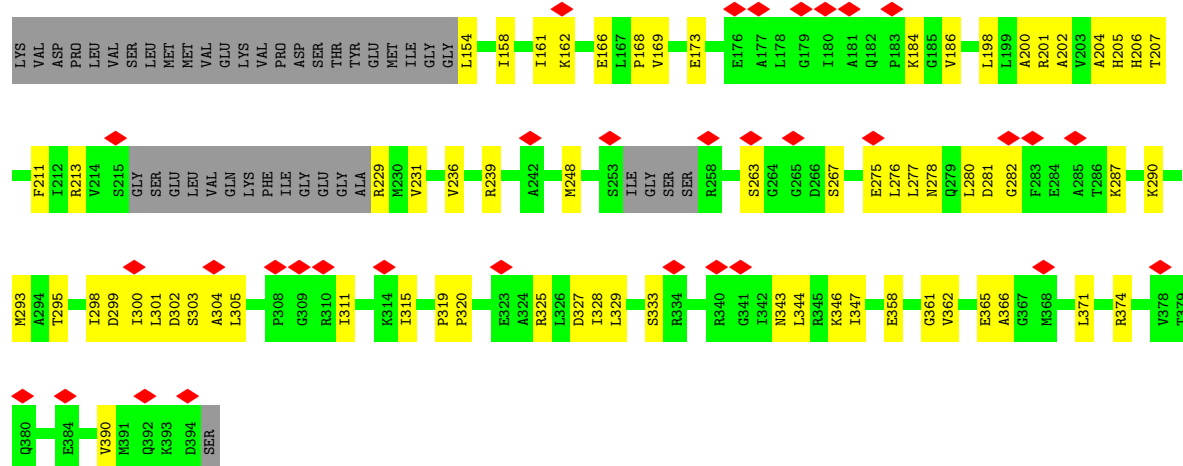 LYS VAL ASP PRO LEU VAL SER LEU MET MET VAL GLU LYS VAL PRO ASP SER THR TYR GLU MET ILE GLY GLY L154 I158 I161 K162 E166 L167 P168 V169 E173 E176 A177 L178 G179 I180 A181 Q182 P183 K184 G185 V186 L198 L199 A200 R201 A202 V203 A204 H205 H206 T207
F211 I212 R213 V214 S215 GLY SER GLU LEU VAL GLN LYS PHE ILE GLY GLU GLY ALA R229 M230 V231 V236 R239 A242 M248 S253 ILE GLY SER SER R258 S263 G264 G265 D266 S267 E275 L276 L277 N278 Q279 L280 D281 G282 F283 E284 A285 T286 K287 K290
M293 A294 T295 I298 D299 I300 L301 D302 S303 A304 L305 P308 G309 R310 I311 K314 I315 P319 P320 E323 A324 R325 L326 D327 I328 L329 S333 R334 R340 G341 I342 N343 L344 R345 K346 I347 E358 G361 V362 E365 A366 G367 M368 L371 R374 V378 T379
Q380 E384 V390 M391 Q392 K393 D394 SER